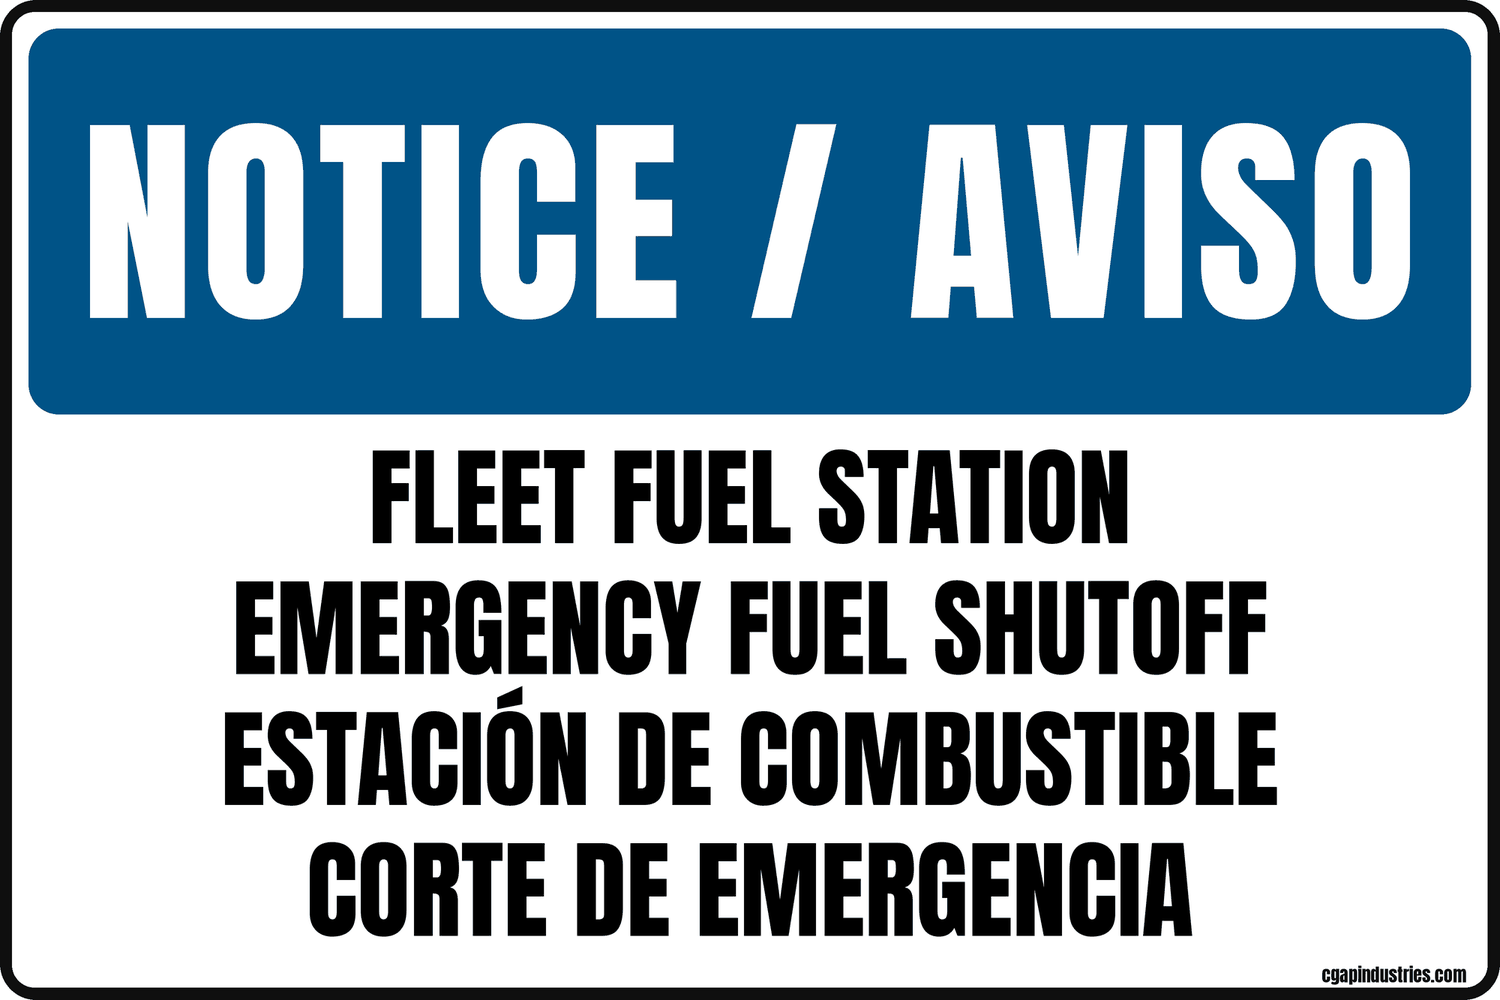 NOTICE / AVISO
FLEET FUEL STATION
EMERGENCY FUEL SHUTOFF
ESTACIÓN DE COMBUSTIBLE
CORTE DE EMERGENCIA
cgapindustries.com